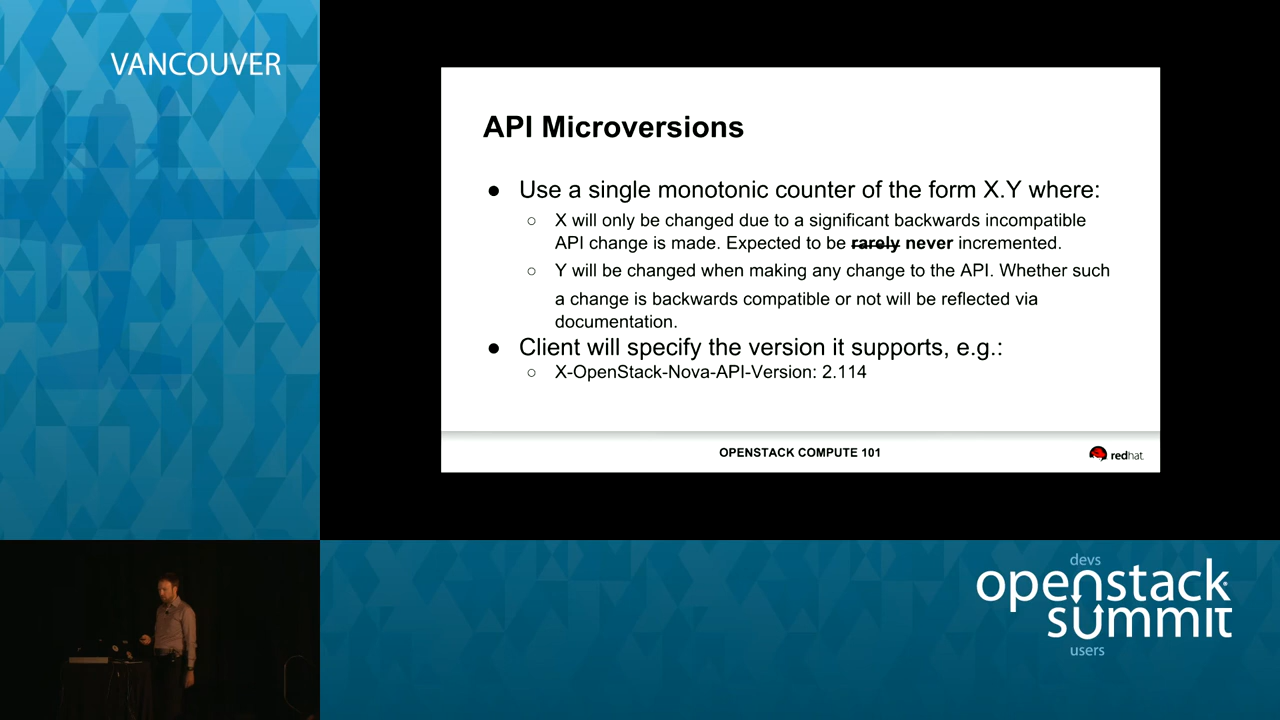 VANCOUVER
API Microversions
● Use a single monotonic counter of the form X.Y where:
○ X will only be changed due to a significant backwards incompatible
API change is made. Expected to be rarely never incremented.
○ Y will be changed when making any change to the API. Whether such
a change is backwards compatible or not will be reflected via
documentation.
● Client will specify the version it supports, e.g.:
○ X-OpenStack-Nova-API-Version: 2.114
OPENSTACK COMPUTE 101
redhat
devs
openstack
summit
users